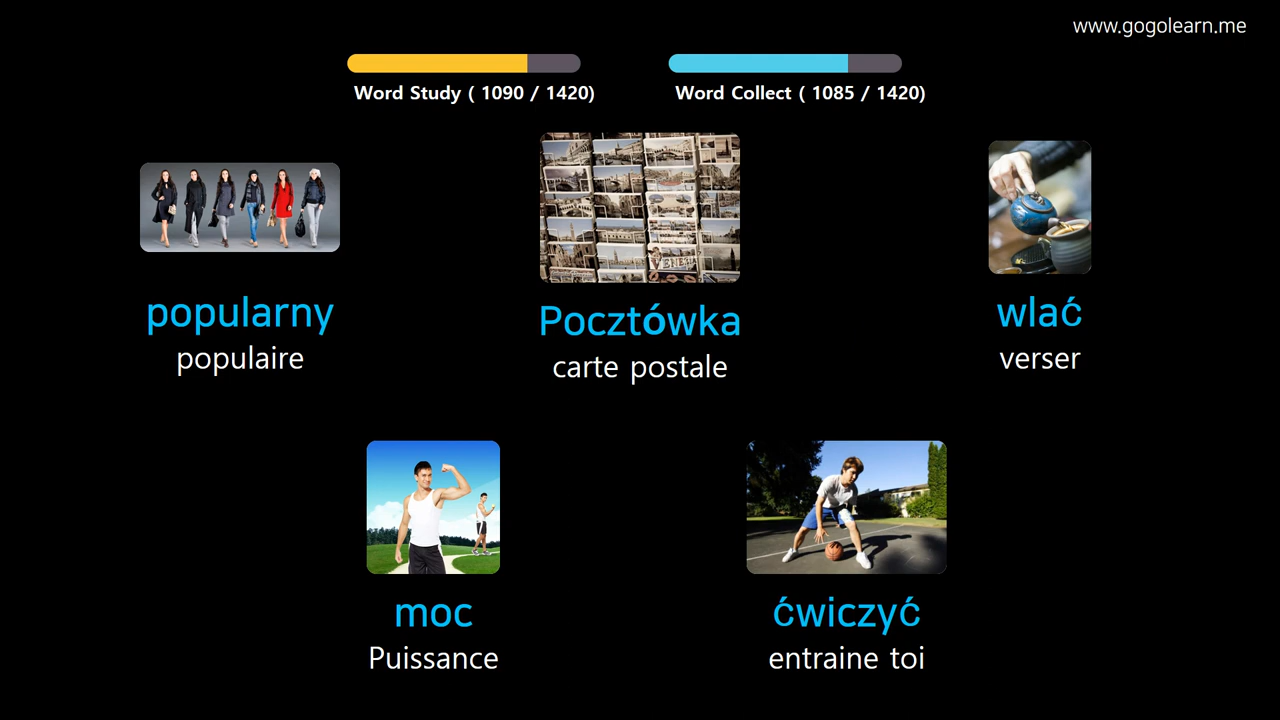 www.gogolearn.me
Word Study ( 1090 / 1420)
Word Collect ( 1085 / 1420)
popularny
populaire
Pocztówka
carte postale
wlać
verser
moc
Puissance
ćwiczyć
entraine toi